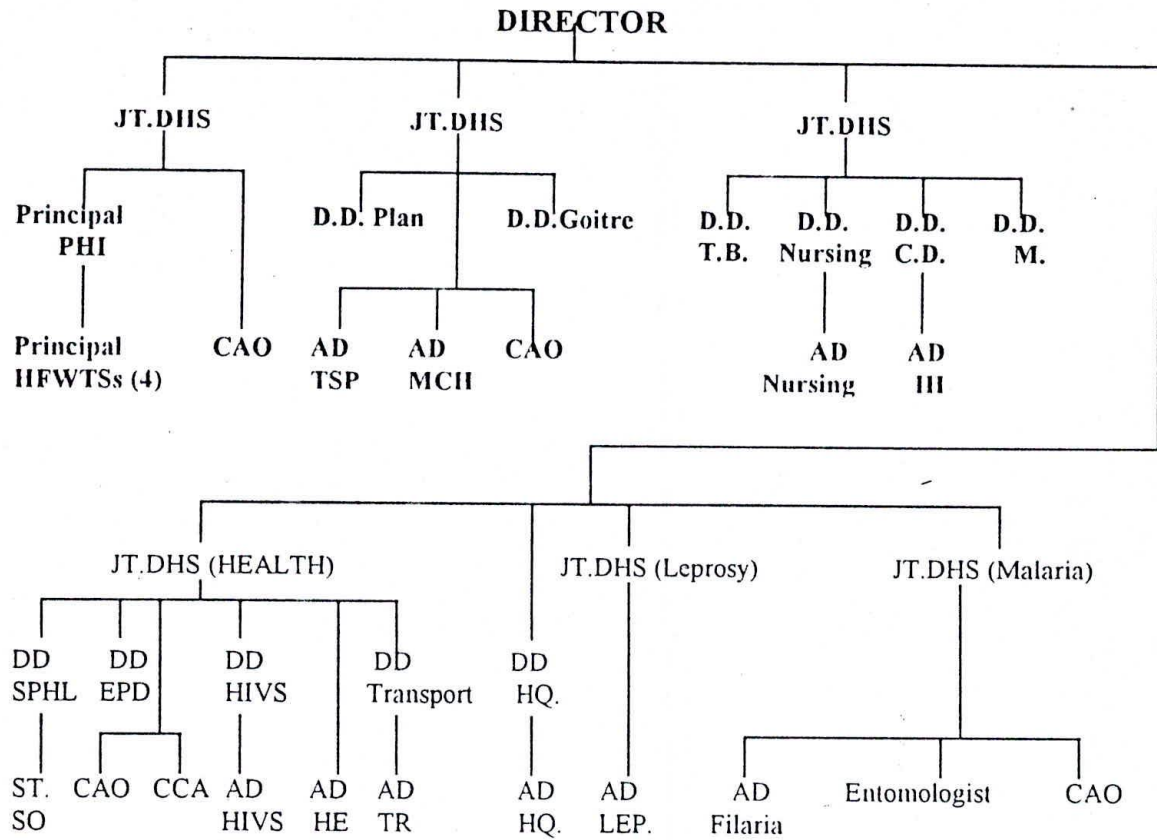 DIRECTOR
JT.DHS JT.DHS JT.DHS
Principal D.D. Plan D.D.Goitre D.D. D.D. D.D. D.D.
PHI T.B. Nursing C.D. M.
Principal CAO AD AD CAO AD AD
HFWTSs (4) TSP MCH Nursing III
JT.DHS (HEALTH) JT.DHS (Leprosy) JT.DHS (Malaria)
DD DD DD DD DD
SPHL EPD HIVS Transport HQ.
ST. CAO CCA AD AD AD AD AD AD Entomologist CAO
SO HIVS HE TR HQ. LEP. Filaria